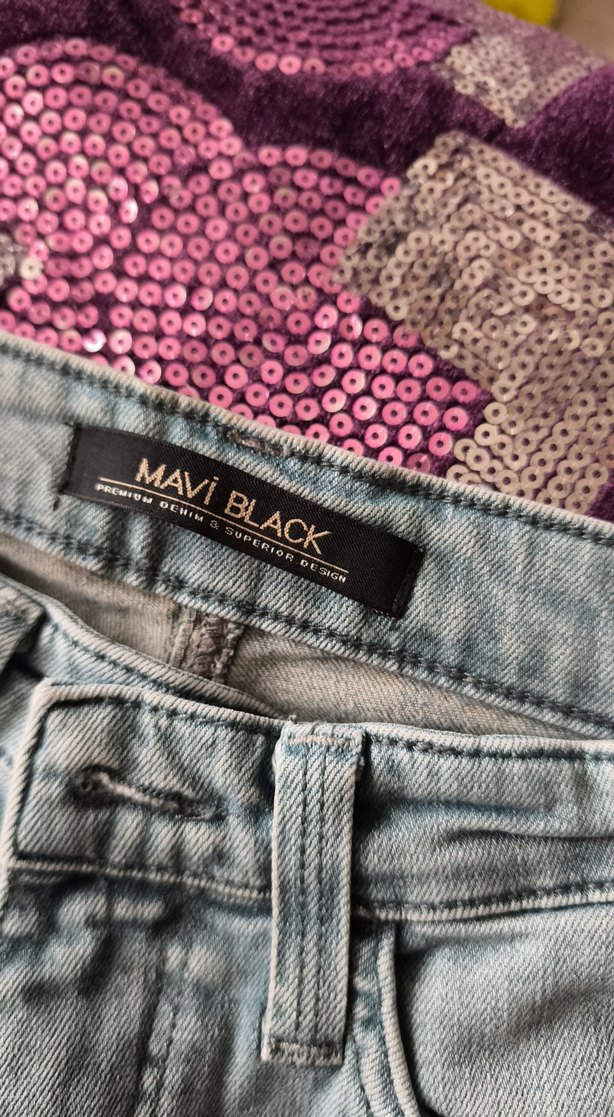 MAVİ BLACK
PREMIUM DENIM & SUPERIOR DESIGN